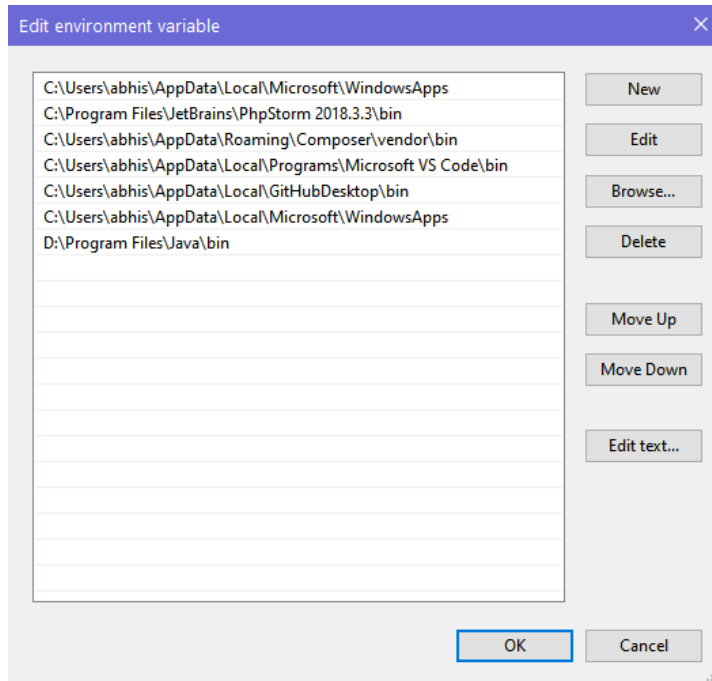 Edit environment variable
C:\Users\abhis\AppData\Local\Microsoft\WindowsApps
C:\Program Files\JetBrains\PhpStorm 2018.3.3\bin
C:\Users\abhis\AppData\Roaming\Composer\vendor\bin
C:\Users\abhis\AppData\Local\Programs\Microsoft VS Code\bin
C:\Users\abhis\AppData\Local\GitHubDesktop\bin
C:\Users\abhis\AppData\Local\Microsoft\WindowsApps
D:\Program Files\Java\bin
New
Edit
Browse...
Delete
Move Up
Move Down
Edit text...
OK
Cancel